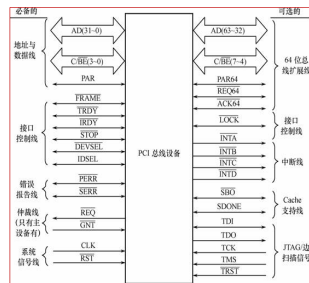 必备的
可选的
地址与
数据线
AD(31~0)
C/BE(3~0)
PAR
接口
控制线
FRAME
TRDY
IRDY
STOP
DEVSEL
IDSEL
错误
报告线
PERR
SERR
仲裁线
(只有主
设备有)
REQ
GNT
系统
信号线
CLK
RST
PCI 总线设备
AD(63~32)
C/BE(7~4)
PAR64
REQ64
ACK64
64 位总
线扩展线
LOCK
接口
控制线
INTA
INTB
INTC
INTD
中断线
SBO
SDONE
Cache
支持线
TDI
TDO
TCK
TMS
TRST
JTAG/边
扫描信号